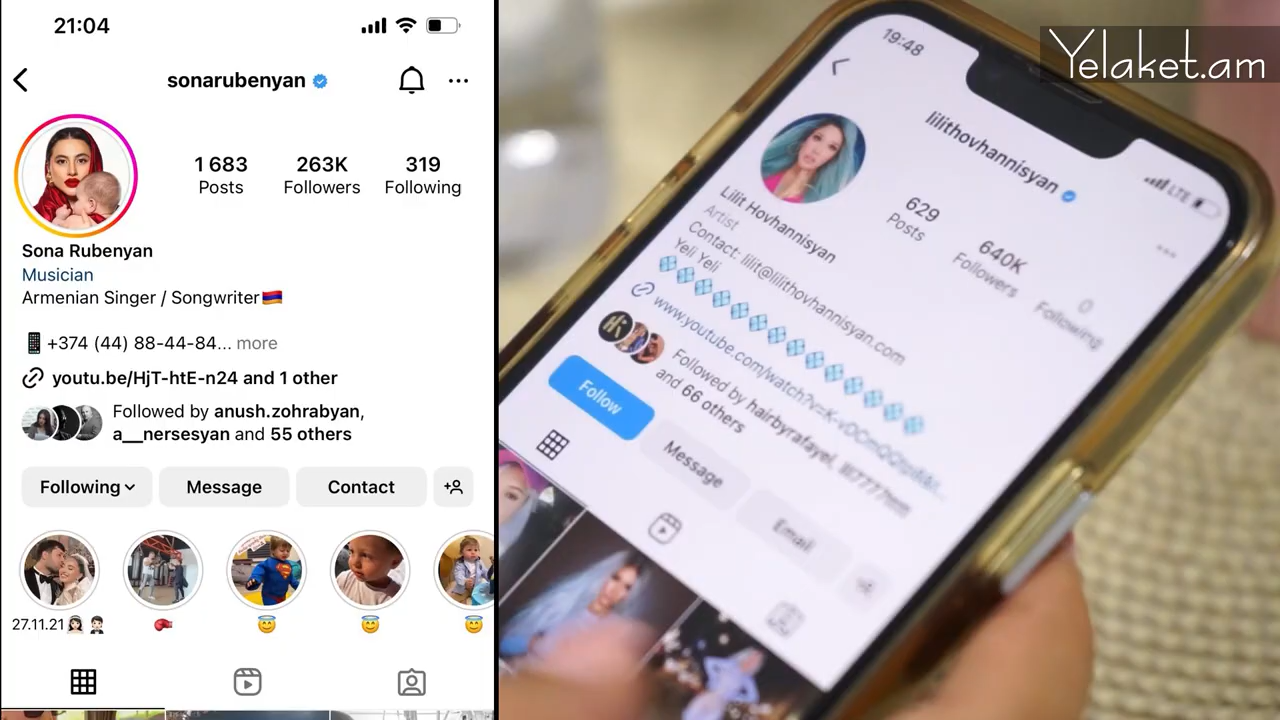 21:04
sonarubenyan
1 683
Posts
263K
Followers
319
Following
Sona Rubenyan
Musician
Armenian Singer / Songwriter🇦🇲
📱+374 (44) 88-44-84... more
youtu.be/HjT-htE-n24 and 1 other
Followed by anush.zohrabyan,
a__nersesyan and 55 others
Following
Message
Contact
27.11.21👰🏻🤵🏻
🥊
😇
😇
😇
Yelaket.am
19:48
LTE
lilithovhannisyan
629
Posts
640K
Followers
0
Following
Lilit Hovhannisyan
Artist
Contact: lilit@lilithovhannisyan.com
Yeli Yeli
www.youtube.com/watch?v=
Followed by hairbyrafayel,
and 66 others
Follow
Message
Email